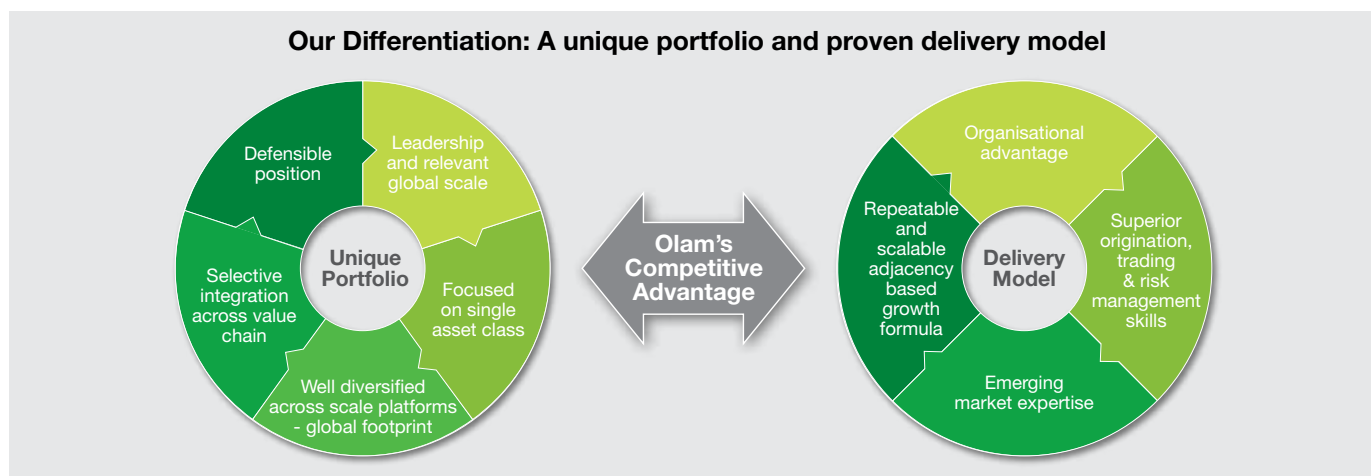 Our Differentiation: A unique portfolio and proven delivery model
Defensible
position
Leadership
and relevant
global scale
Focused
on single
asset class
Well diversified
across scale platforms
- global footprint
Selective
integration
across value
chain
Unique
Portfolio
Olam's
Competitive
Advantage
Organisational
advantage
Superior
origination,
trading
& risk
management
skills
Emerging
market expertise
Repeatable
and
scalable
adjacency
based
growth
formula
Delivery
Model